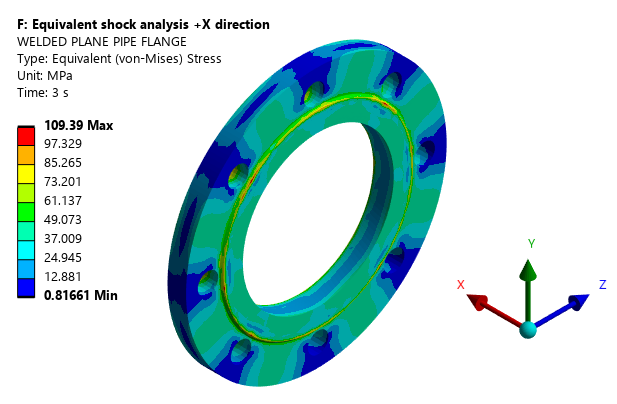 F: Equivalent shock analysis +X direction
WELDED PLANE PIPE FLANGE
Type: Equivalent (von-Mises) Stress
Unit: MPa
Time: 3 s
109.39 Max
97.329
85.265
73.201
61.137
49.073
37.009
24.945
12.881
0.81661 Min
Y
X
Z